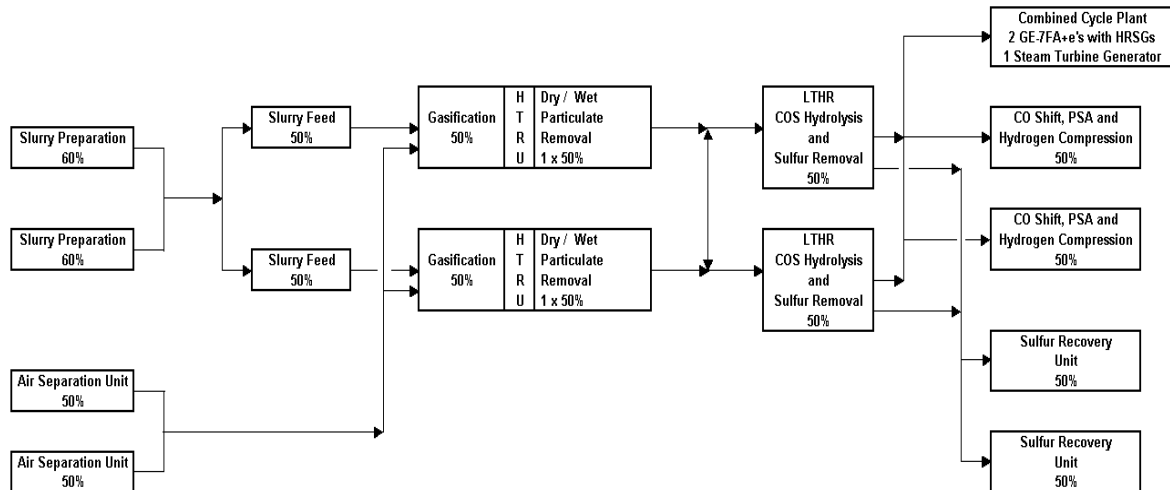 Combined Cycle Plant
2 GE-7FA+e's with HRSGs
1 Steam Turbine Generator
Slurry Preparation
60%
Slurry Preparation
60%
Air Separation Unit
50%
Air Separation Unit
50%
Slurry Feed
50%
Slurry Feed
50%
Gasification
50%
H
T
R
U
Dry / Wet
Particulate
Removal
1 x 50%
Gasification
50%
H
T
R
U
Dry / Wet
Particulate
Removal
1 x 50%
LTHR
COS Hydrolysis
and
Sulfur Removal
50%
LTHR
COS Hydrolysis
and
Sulfur Removal
50%
CO Shift, PSA and
Hydrogen Compression
50%
CO Shift, PSA and
Hydrogen Compression
50%
Sulfur Recovery
Unit
50%
Sulfur Recovery
Unit
50%